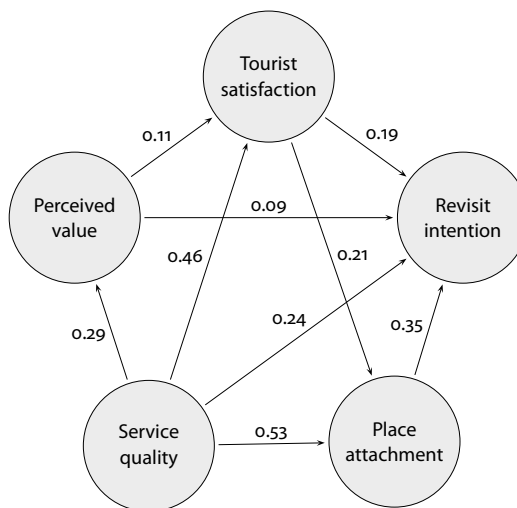 Tourist
satisfaction
0.11
0.19
Perceived
value
0.09
Revisit
intention
0.46
0.21
0.29
0.24
0.35
Service
quality
0.53
Place
attachment